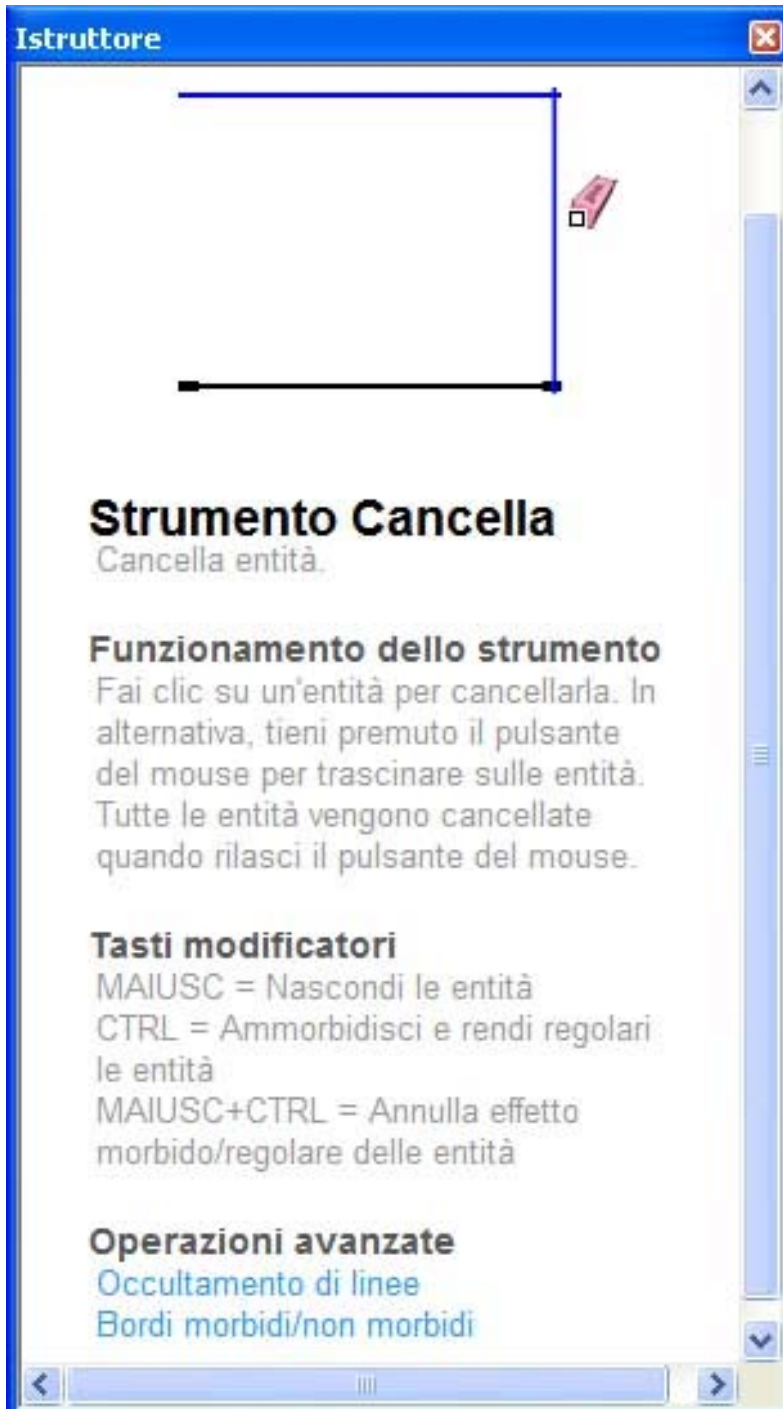 Istruttore
Strumento Cancella
Cancella entità.
Funzionamento dello strumento
Fai clic su un'entità per cancellarla. In
alternativa, tieni premuto il pulsante
del mouse per trascinare sulle entità.
Tutte le entità vengono cancellate
quando rilasci il pulsante del mouse.
Tasti modificatori
MAIUSC = Nascondi le entità
CTRL = Ammorbidisci e rendi regolari
le entità
MAIUSC+CTRL = Annulla effetto
morbido/regolare delle entità
Operazioni avanzate
Occultamento di linee
Bordi morbidi/non morbidi